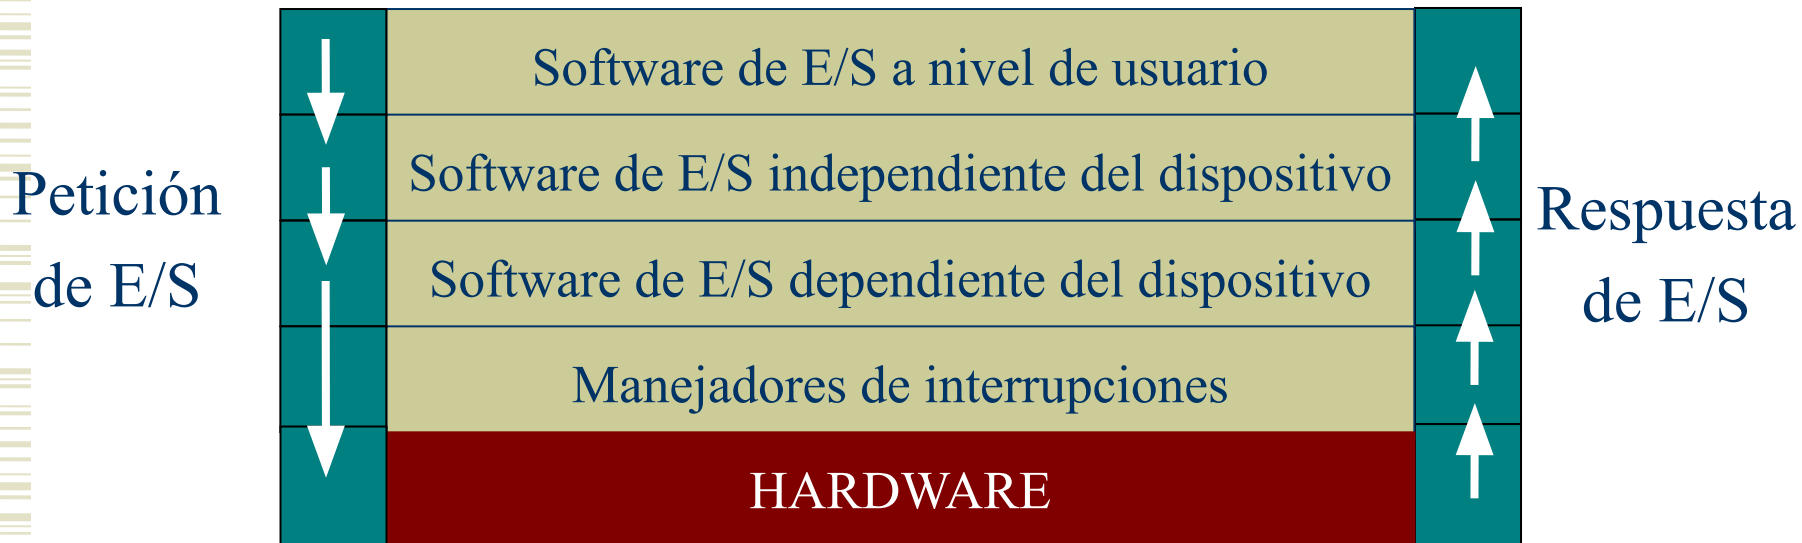 Petición
de E/S
Software de E/S a nivel de usuario
Software de E/S independiente del dispositivo
Software de E/S dependiente del dispositivo
Manejadores de interrupciones
HARDWARE
Respuesta
de E/S